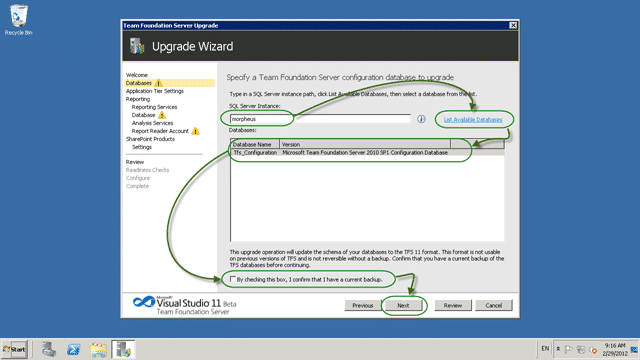 Recycle Bin
Team Foundation Server Upgrade
Upgrade Wizard
Welcome
Databases
Application Tier Settings
Reporting
Reporting Services
Database
Analysis Services
Report Reader Account
SharePoint Products
Settings
Review
Readiness Checks
Configure
Complete
Specify a Team Foundation Server configuration database to upgrade
Type in a SQL Server instance path, click List Available Databases, then select a database from the list.
SQL Server Instance:
morpheus
List Available Databases
Databases:
Database Name Version
Tfs_Configuration Microsoft Team Foundation Server 2010 SP1 Configuration Database
This upgrade operation will update the schema of your databases to the TFS 11 format. This format is not usable
on previous versions of TFS and is not reversible without a backup. Confirm that you have a current backup of the
TFS databases before continuing.
By checking this box, I confirm that I have a current backup.
Microsoft
Visual Studio 11 Beta
Team Foundation Server
Previous
Next
Review
Cancel
Start
EN
9:16 AM
2/29/2012